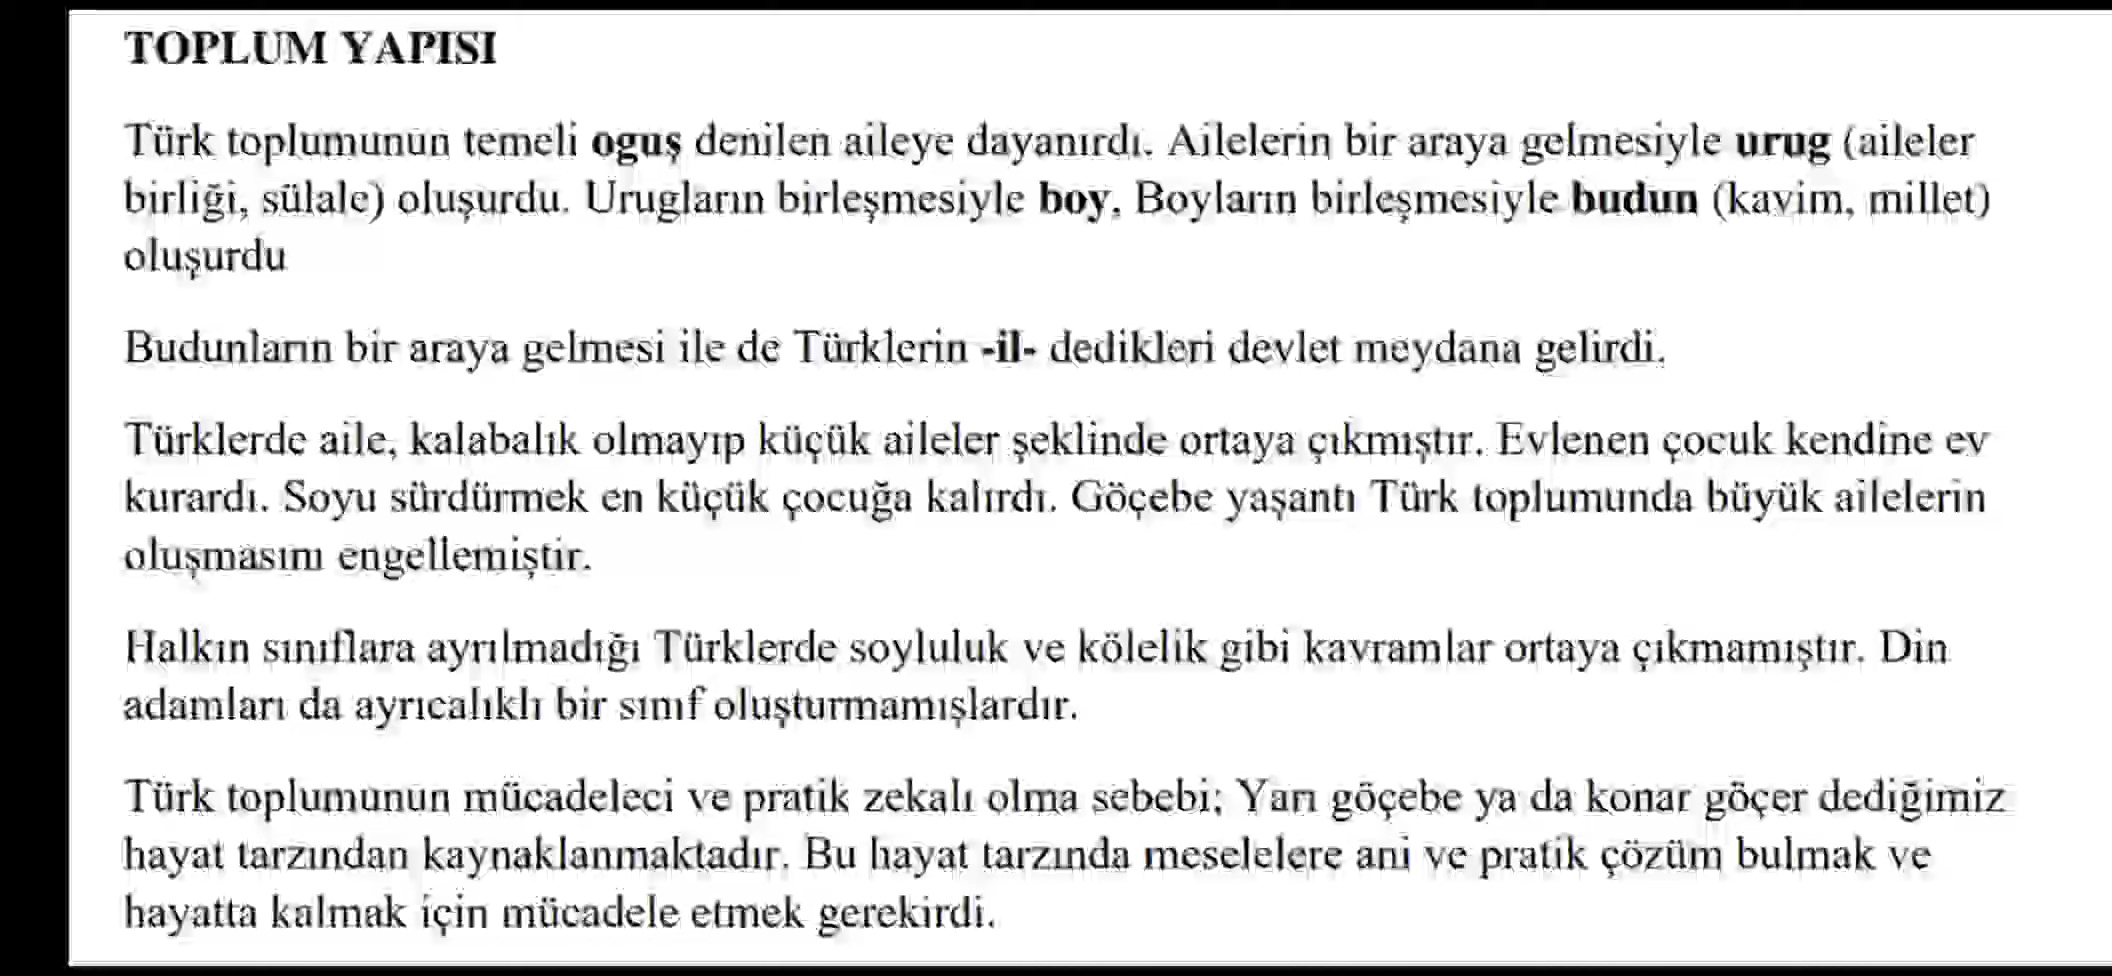 TOPLUM YAPISI
Türk toplumunun temeli oguş denilen aileye dayanırdı. Ailelerin bir araya gelmesiyle urug (aileler
birliği, sülale) oluşurdu. Urugların birleşmesiyle boy, Boyların birleşmesiyle budun (kavim, millet)
oluşurdu
Budunların bir araya gelmesi ile de Türklerin -il- dedikleri devlet meydana gelirdi.
Türklerde aile, kalabalık olmayıp küçük aileler şeklinde ortaya çıkmıştır. Evlenen çocuk kendine ev
kurardı. Soyu sürdürmek en küçük çocuğa kalırdı. Göçebe yaşantı Türk toplumunda büyük ailelerin
oluşmasını engellemiştir.
Halkın sınıflara ayrılmadığı Türklerde soyluluk ve kölelik gibi kavramlar ortaya çıkmamıştır. Din
adamları da ayrıcalıklı bir sınıf oluşturmamışlardır.
Türk toplumunun mücadeleci ve pratik zekalı olma sebebi; Yarı göçebe ya da konar göçer dediğimiz
hayat tarzından kaynaklanmaktadır. Bu hayat tarzında meselelere ani ve pratik çözüm bulmak ve
hayatta kalmak için mücadele etmek gerekirdi.